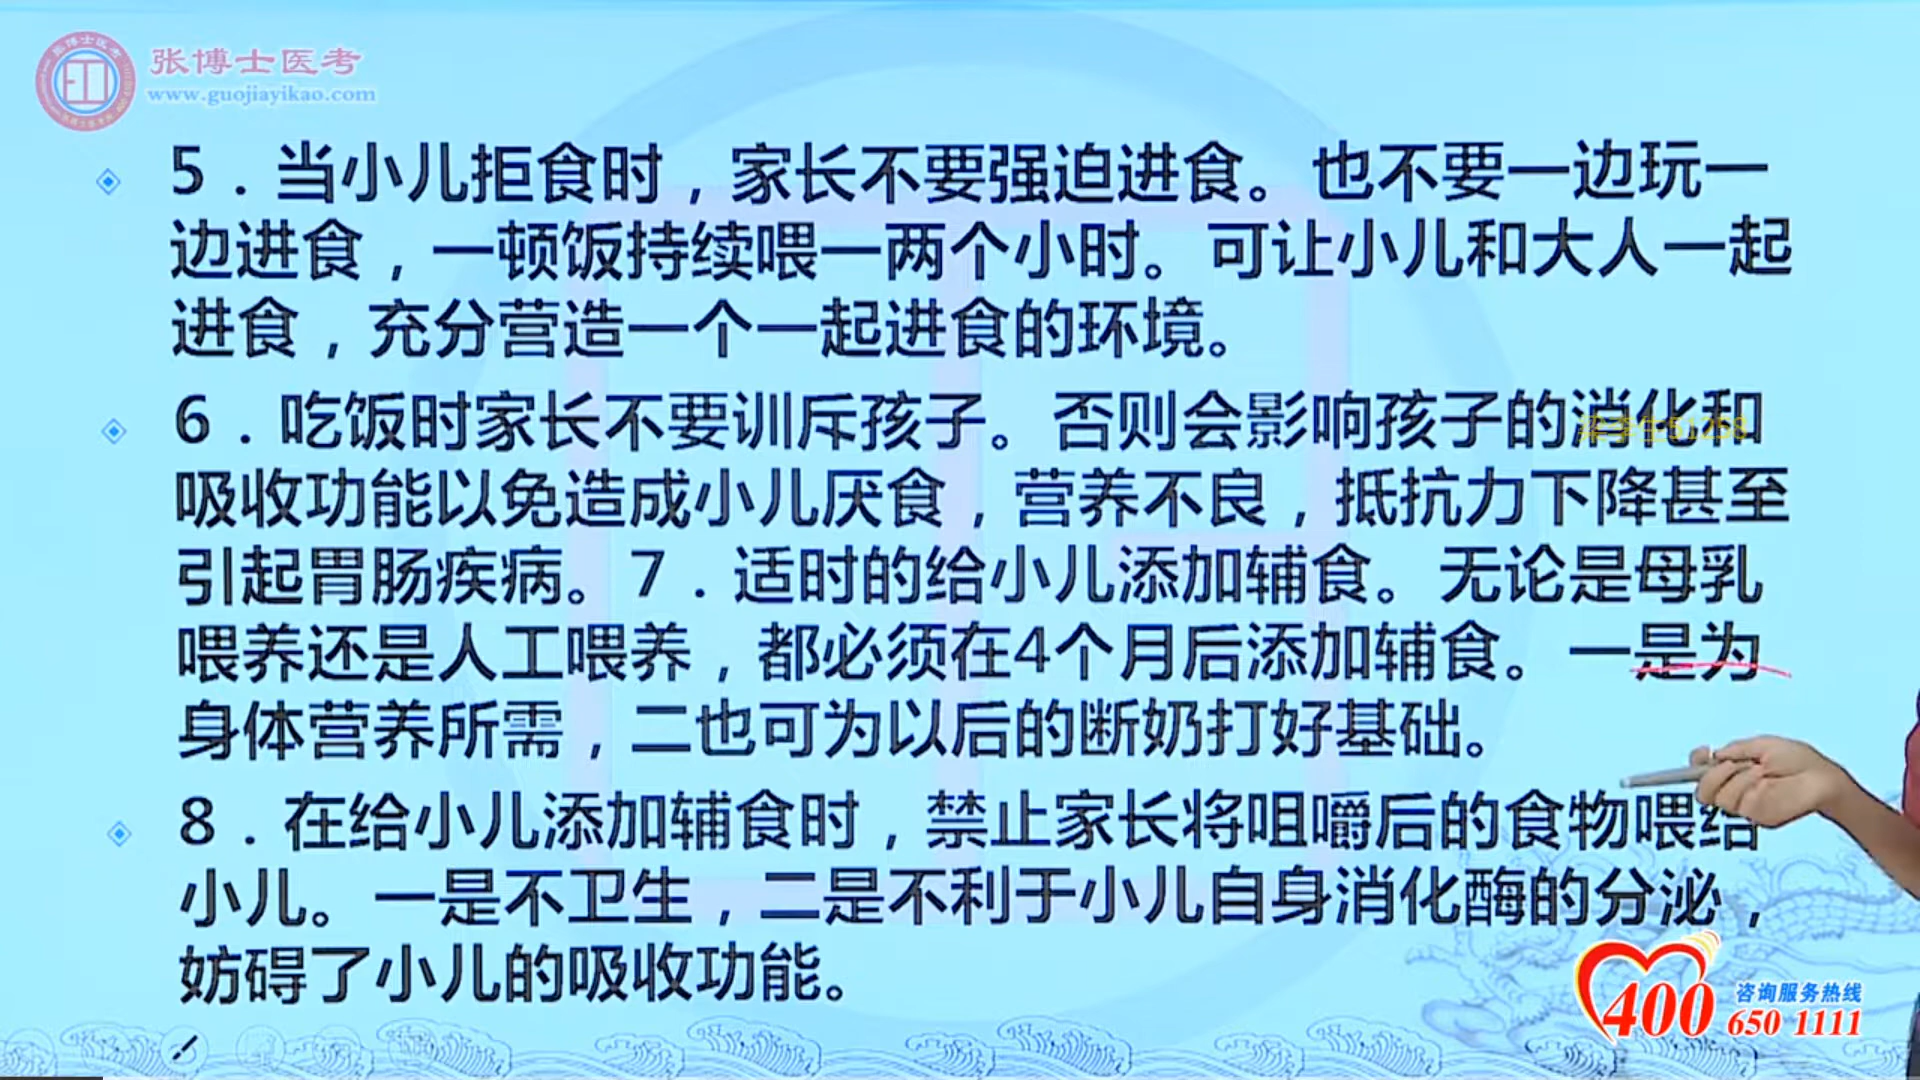 张博士医考
www.guojiayikao.com
5．当小儿拒食时，家长不要强迫进食。也不要一边玩一
边进食，一顿饭持续喂一两个小时。可让小儿和大人一起
进食，充分营造一个一起进食的环境。
6．吃饭时家长不要训斥孩子。否则会影响孩子的消化和
吸收功能以免造成小儿厌食，营养不良，抵抗力下降甚至
引起胃肠疾病。7．适时的给小儿添加辅食。无论是母乳
喂养还是人工喂养，都必须在4个月后添加辅食。一是为
身体营养所需，二也可为以后的断奶打好基础。
8．在给小儿添加辅食时，禁止家长将咀嚼后的食物喂给
小儿。一是不卫生，二是不利于小儿自身消化酶的分泌，
妨碍了小儿的吸收功能。
400 咨询服务热线
650 1111